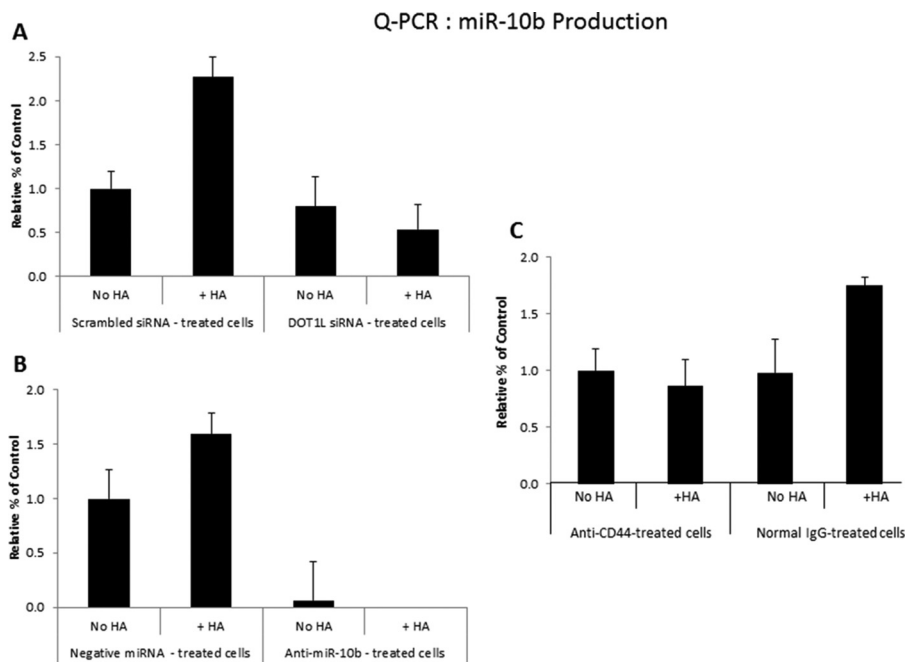 Q-PCR : miR-10b Production
A
Relative % of Control
2.5
2.0
1.5
1.0
0.5
0.0
No HA + HA No HA + HA
Scrambled siRNA - treated cells DOT1L siRNA - treated cells
B
Relative % of Control
2.0
1.5
1.0
0.5
0.0
No HA + HA No HA + HA
Negative miRNA - treated cells Anti-miR-10b - treated cells
C
Relative % of Control
2.0
1.5
1.0
0.5
0.0
No HA +HA No HA +HA
Anti-CD44-treated cells Normal IgG-treated cells